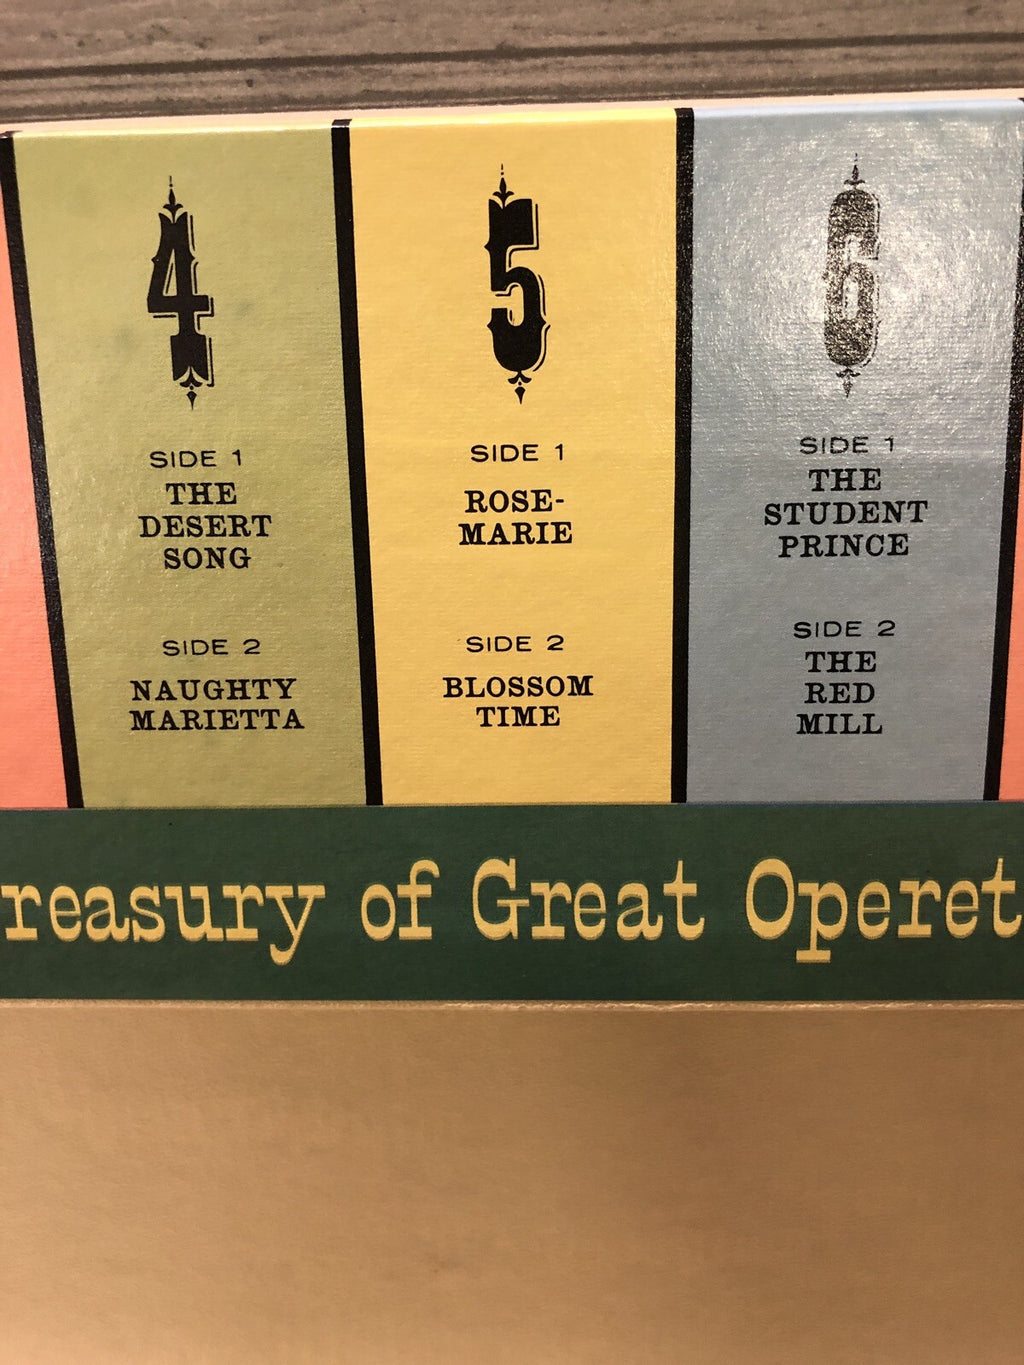 4
SIDE 1
THE
DESERT
SONG
SIDE 2
NAUGHTY
MARIETTA
5
SIDE 1
ROSE-
MARIE
SIDE 2
BLOSSOM
TIME
6
SIDE 1
THE
STUDENT
PRINCE
SIDE 2
THE
RED
MILL
reasury of Great Operet